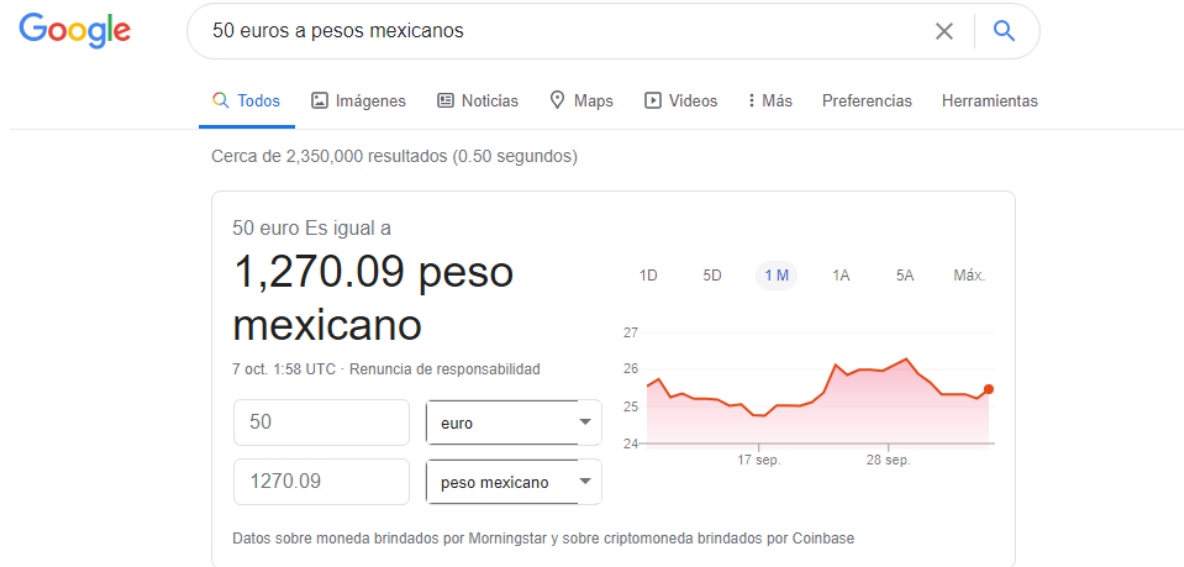 Google
50 euros a pesos mexicanos
Todos Imágenes Noticias Maps Videos Más Preferencias Herramientas
Cerca de 2,350,000 resultados (0.50 segundos)
50 euro Es igual a
1,270.09 peso
mexicano
7 oct. 1:58 UTC · Renuncia de responsabilidad
50 euro
1270.09 peso mexicano
1D 5D 1 M 1A 5A Máx.
27
26
25
24
17 sep. 28 sep.
Datos sobre moneda brindados por Morningstar y sobre criptomoneda brindados por Coinbase